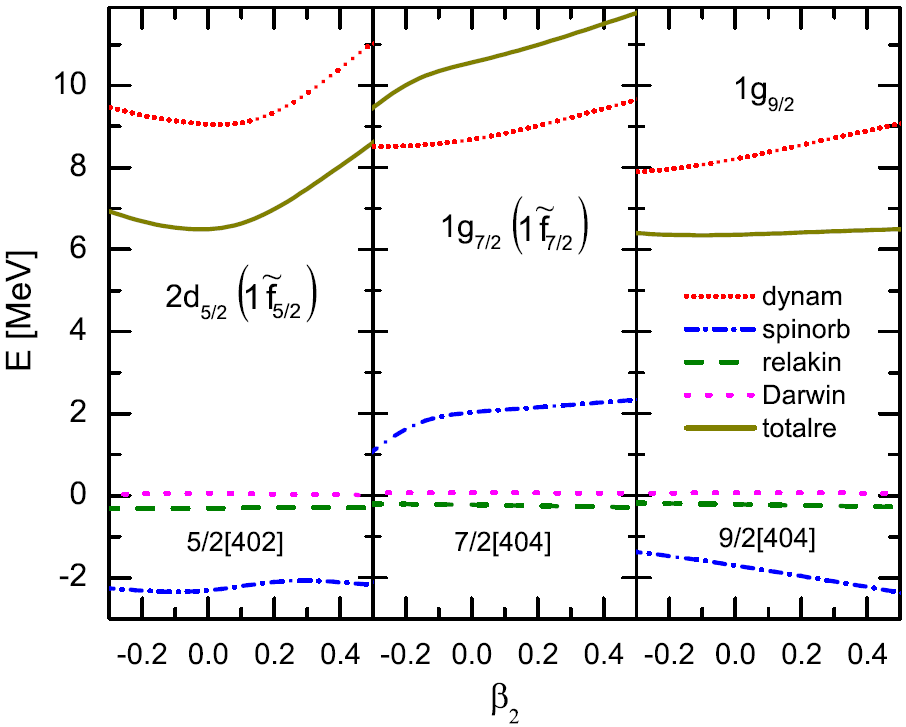 E [MeV]
10
8
6
4
2
0
-2
2d5/2 (1f̃5/2)
1g7/2 (1f̃7/2)
1g9/2
dynam
spinorb
relakin
Darwin
totalre
5/2[402]
7/2[404]
9/2[404]
-0.2 0.0 0.2 0.4 -0.2 0.0 0.2 0.4 -0.2 0.0 0.2 0.4
β2